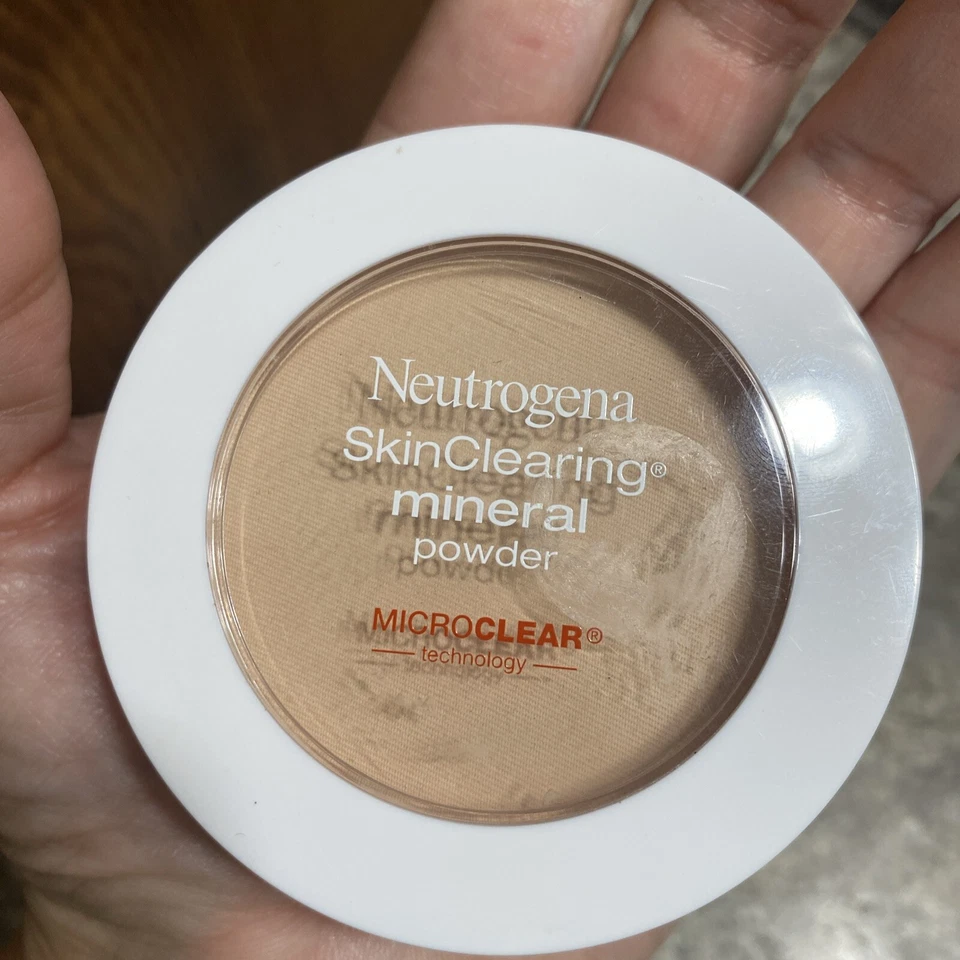 Neutrogena
SkinClearing®
mineral
powder
MICROCLEAR®
technology